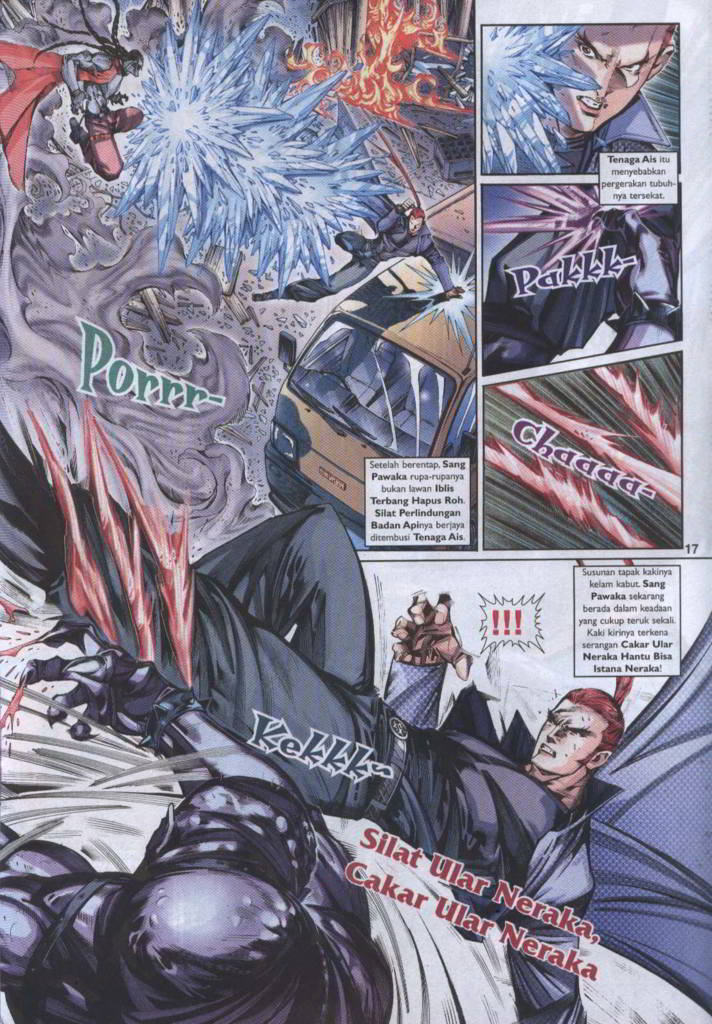 Tenaga Ais itu
menyebabkan
pergerakan tubuh-
nya tersekat.
Pakkk-
Porrr-
Chaaaa-
Setelah berentap, Sang
Pawaka rupa-rupanya
bukan lawan Iblis
Terbang Hapus Roh.
Silat Perlindungan
Badan Apinya berjaya
ditembusi Tenaga Ais.
17
Susunan tapak kakinya
kelam kabut. Sang
Pawaka sekarang
berada dalam keadaan
yang cukup teruk sekali.
Kaki kirinya terkena
serangan Cakar Ular
Neraka Hantu Bisa
Istana Neraka!
!!!
Kekkk-
Silat Ular Neraka,
Cakar Ular Neraka